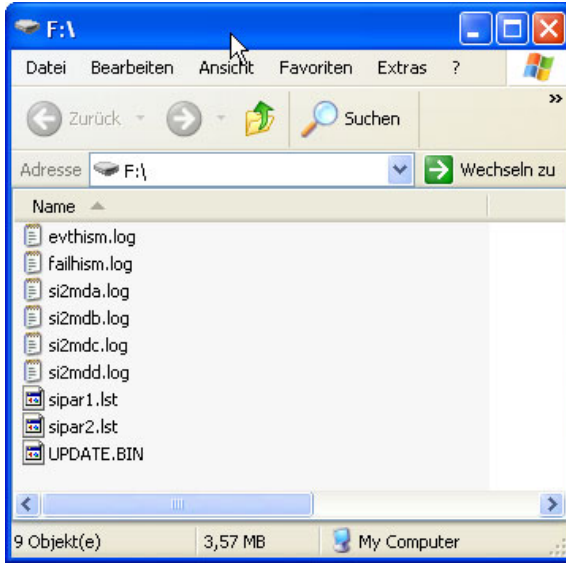 F:\
Datei Bearbeiten Ansicht Favoriten Extras ?
Zurück Suchen
Adresse F:\ Wechseln zu
Name
evthism.log
failhism.log
si2mda.log
si2mdb.log
si2mdc.log
si2mdd.log
sipar1.lst
sipar2.lst
UPDATE.BIN
9 Objekt(e) 3,57 MB My Computer